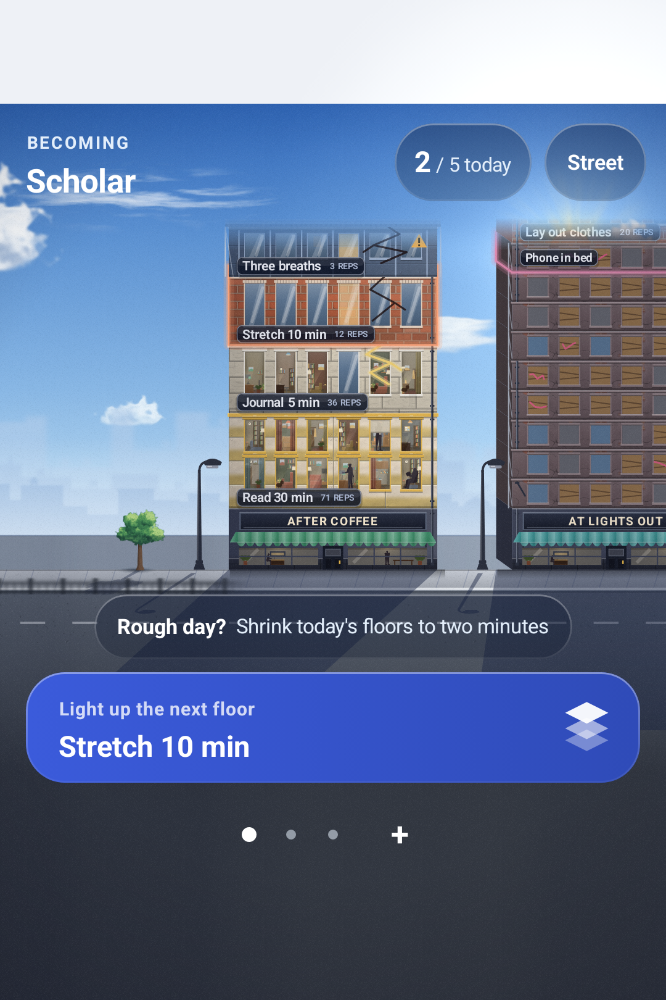 BECOMING
Scholar
2 / 5 today
Street
Lay out clothes 20 REPS
Phone in bed
Three breaths 3 REPS
Stretch 10 min 12 REPS
Journal 5 min 36 REPS
Read 30 min 71 REPS
AFTER COFFEE
AT LIGHTS OUT
Rough day? Shrink today's floors to two minutes
Light up the next floor
Stretch 10 min
+